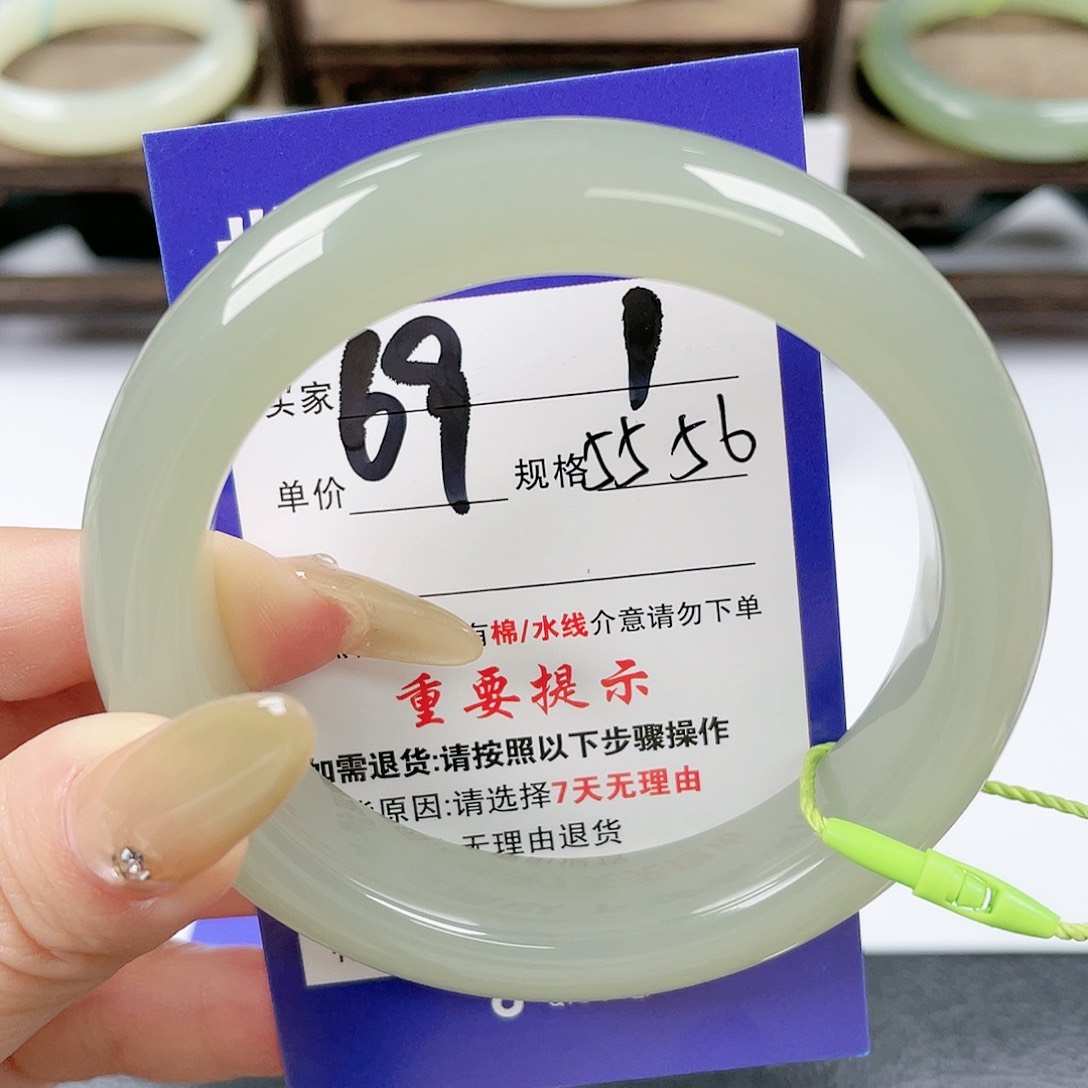 买家 69 1
单价 规格 55 56
有棉/水线介意请勿下单
重要提示
如需退货:请按照以下步骤操作
原因:请选择7天无理由
无理由退货